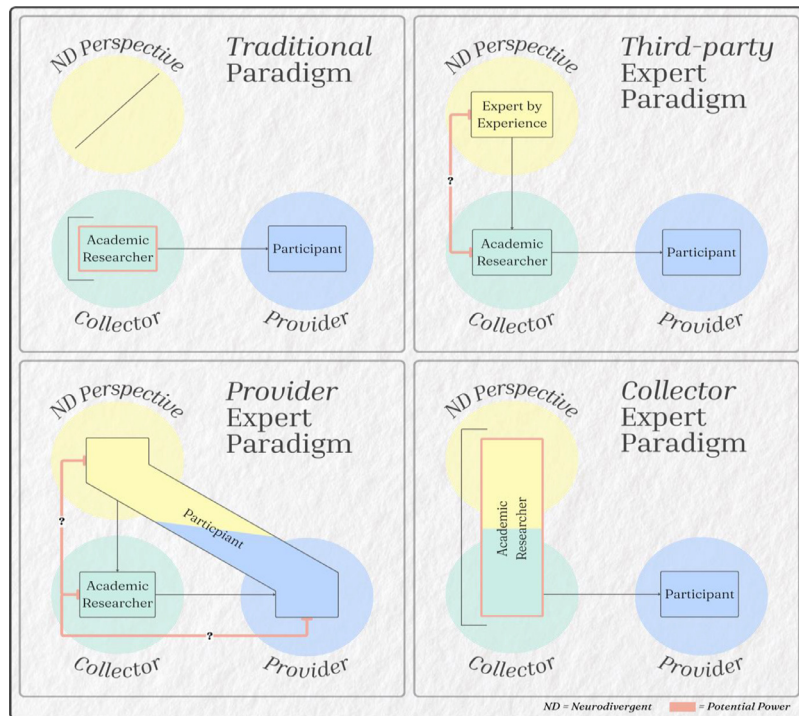 ND Perspective
Traditional
Paradigm
Academic
Researcher
Participant
Collector
Provider
ND Perspective
Third-party
Expert
Paradigm
Expert by
Experience
?
Academic
Researcher
Participant
Collector
Provider
ND Perspective
Provider
Expert
Paradigm
?
Particpiant
Academic
Researcher
?
Collector
Provider
ND Perspective
Collector
Expert
Paradigm
Academic
Researcher
Participant
Collector
Provider
ND = Neurodivergent
= Potential Power